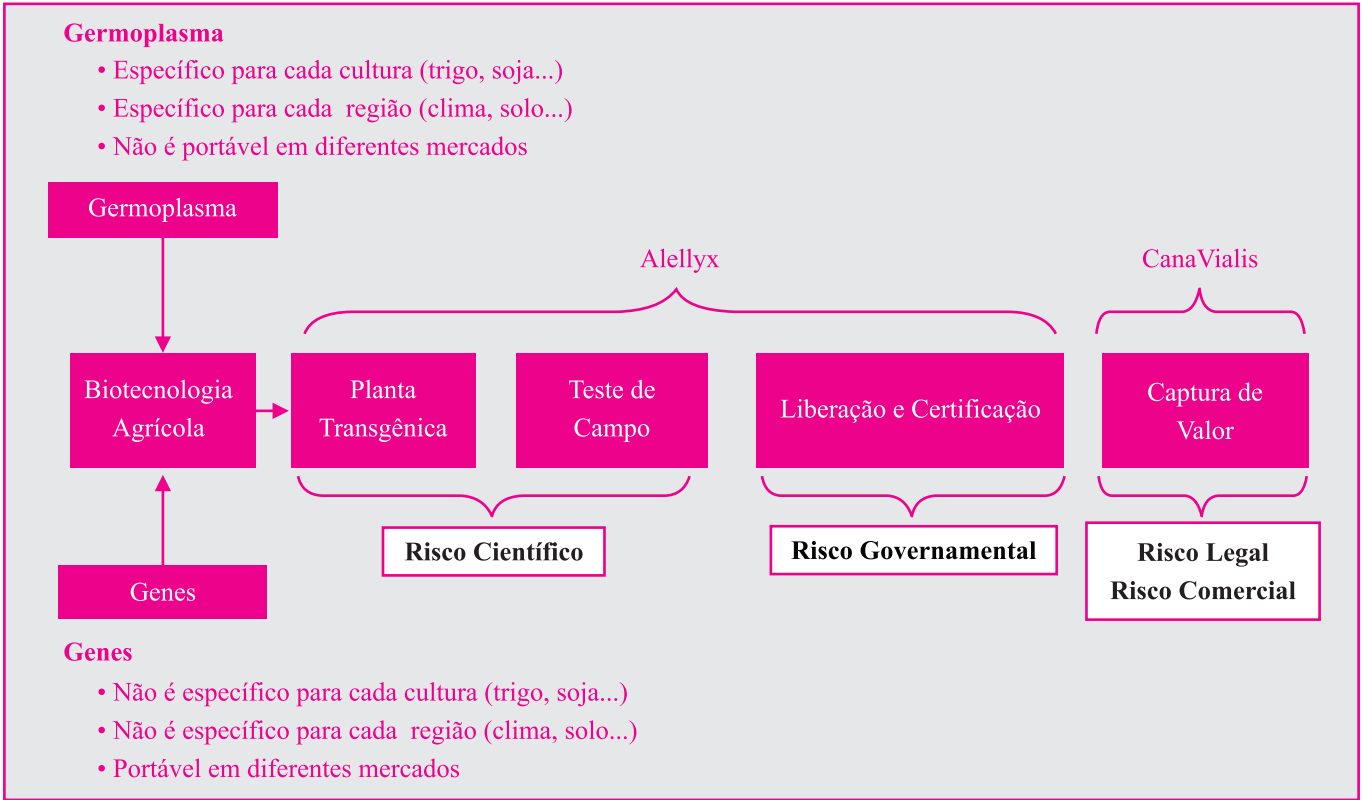 Germoplasma
• Específico para cada cultura (trigo, soja...)
• Específico para cada região (clima, solo...)
• Não é portável em diferentes mercados
Germoplasma
Alellyx
CanaVialis
Biotecnologia
Agrícola
Planta
Transgênica
Teste de
Campo
Liberação e Certificação
Captura de
Valor
Risco Científico
Risco Governamental
Risco Legal
Risco Comercial
Genes
Genes
• Não é específico para cada cultura (trigo, soja...)
• Não é específico para cada região (clima, solo...)
• Portável em diferentes mercados